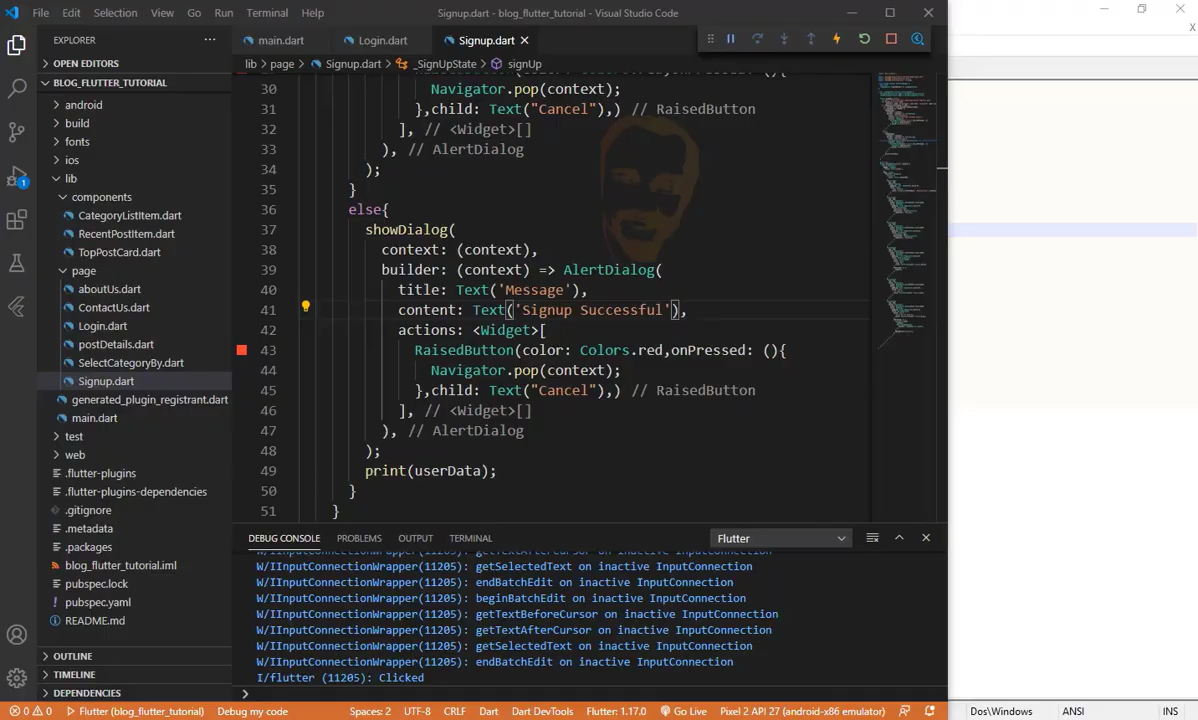 File Edit Selection View Go Run Terminal Help Signup.dart - blog_flutter_tutorial - Visual Studio Code
EXPLORER
OPEN EDITORS
BLOG_FLUTTER_TUTORIAL
android
build
fonts
ios
lib
components
CategoryListItem.dart
RecentPostItem.dart
TopPostCard.dart
page
aboutUs.dart
ContactUs.dart
Login.dart
postDetails.dart
SelectCategoryBy.dart
Signup.dart
generated_plugin_registrant.dart
main.dart
test
web
.flutter-plugins
.flutter-plugins-dependencies
.gitignore
.metadata
.packages
blog_flutter_tutorial.iml
pubspec.lock
pubspec.yaml
README.md
OUTLINE
TIMELINE
DEPENDENCIES
1
main.dart Login.dart Signup.dart
lib > page > Signup.dart > _SignUpState > signUp
30 Navigator.pop(context);
31 },child: Text("Cancel"),) // RaisedButton
32 ], // <Widget>[]
33 ), // AlertDialog
34 );
35 }
36 else{
37 showDialog(
38 context: (context),
39 builder: (context) => AlertDialog(
40 title: Text('Message'),
41 content: Text('Signup Successful'),
42 actions: <Widget>[
43 RaisedButton(color: Colors.red,onPressed: (){
44 Navigator.pop(context);
45 },child: Text("Cancel"),) // RaisedButton
46 ], // <Widget>[]
47 ), // AlertDialog
48 );
49 print(userData);
50 }
51 }
DEBUG CONSOLE PROBLEMS OUTPUT TERMINAL Flutter
W/IInputConnectionWrapper(11205): getTextAfterCursor on inactive InputConnection
W/IInputConnectionWrapper(11205): getSelectedText on inactive InputConnection
W/IInputConnectionWrapper(11205): endBatchEdit on inactive InputConnection
W/IInputConnectionWrapper(11205): beginBatchEdit on inactive InputConnection
W/IInputConnectionWrapper(11205): getTextBeforeCursor on inactive InputConnection
W/IInputConnectionWrapper(11205): getTextAfterCursor on inactive InputConnection
W/IInputConnectionWrapper(11205): getSelectedText on inactive InputConnection
W/IInputConnectionWrapper(11205): endBatchEdit on inactive InputConnection
I/flutter (11205): Clicked
0 0 Flutter (blog_flutter_tutorial) Debug my code Spaces: 2 UTF-8 CRLF Dart Dart DevTools Flutter: 1.17.0 Go Live Pixel 2 API 27 (android-x86 emulator) Dos\Windows ANSI INS